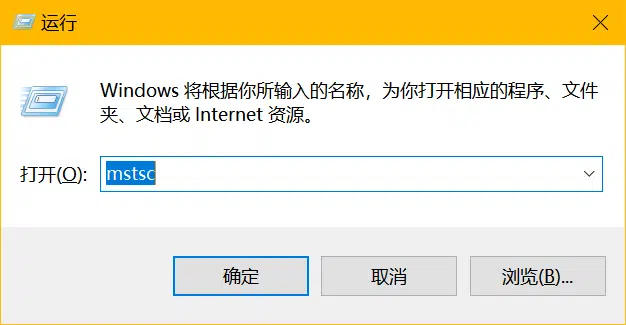 运行
Windows 将根据你所输入的名称，为你打开相应的程序、文件
夹、文档或 Internet 资源。
打开(O): mstsc
确定 取消 浏览(B)...